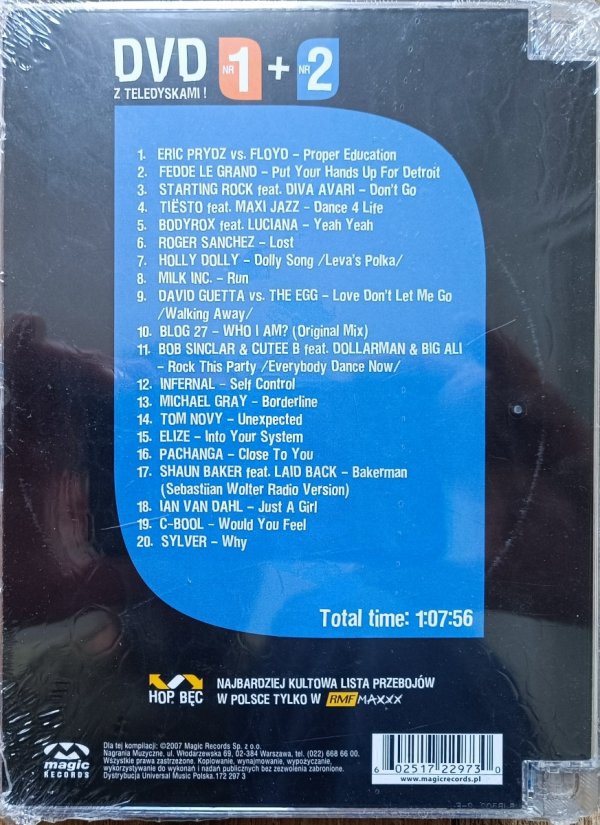 DVD NR 1 + NR 2
Z TELEDYSKAMI !
1. ERIC PRYDZ vs. FLOYD – Proper Education
2. FEDDE LE GRAND – Put Your Hands Up For Detroit
3. STARTING ROCK feat. DIVA AVARI – Don't Go
4. TIËSTO feat. MAXI JAZZ – Dance 4 Life
5. BODYROX feat. LUCIANA – Yeah Yeah
6. ROGER SANCHEZ – Lost
7. HOLLY DOLLY – Dolly Song /Leva's Polka/
8. MILK INC. – Run
9. DAVID GUETTA vs. THE EGG – Love Don't Let Me Go
/Walking Away/
10. BLOG 27 – WHO I AM? (Original Mix)
11. BOB SINCLAR & CUTEE B feat. DOLLARMAN & BIG ALI
– Rock This Party /Everybody Dance Now/
12. INFERNAL – Self Control
13. MICHAEL GRAY – Borderline
14. TOM NOVY – Unexpected
15. ELIZE – Into Your System
16. PACHANGA – Close To You
17. SHAUN BAKER feat. LAID BACK – Bakerman
(Sebastiian Wolter Radio Version)
18. IAN VAN DAHL – Just A Girl
19. C-BOOL – Would You Feel
20. SYLVER – Why
Total time: 1:07:56
HOP BĘC
NAJBARDZIEJ KULTOWA LISTA PRZEBOJÓW
W POLSCE TYLKO W RMF MAXXX
magic
RECORDS
Dla tej kompilacji: ©2007 Magic Records Sp. z o.o.
Nagrania Muzyczne, ul. Włodarzewska 69, 02-384 Warszawa, tel. (022) 668 66 00.
Wszystkie prawa zastrzeżone. Kopiowanie, wynajmowanie, wypożyczanie,
wykorzystywanie do wykonań i nadań publicznych bez zezwolenia zabronione.
Dystrybucja Universal Music Polska. 172 297 3
6 02517 22973 0
www.magicrecords.pl